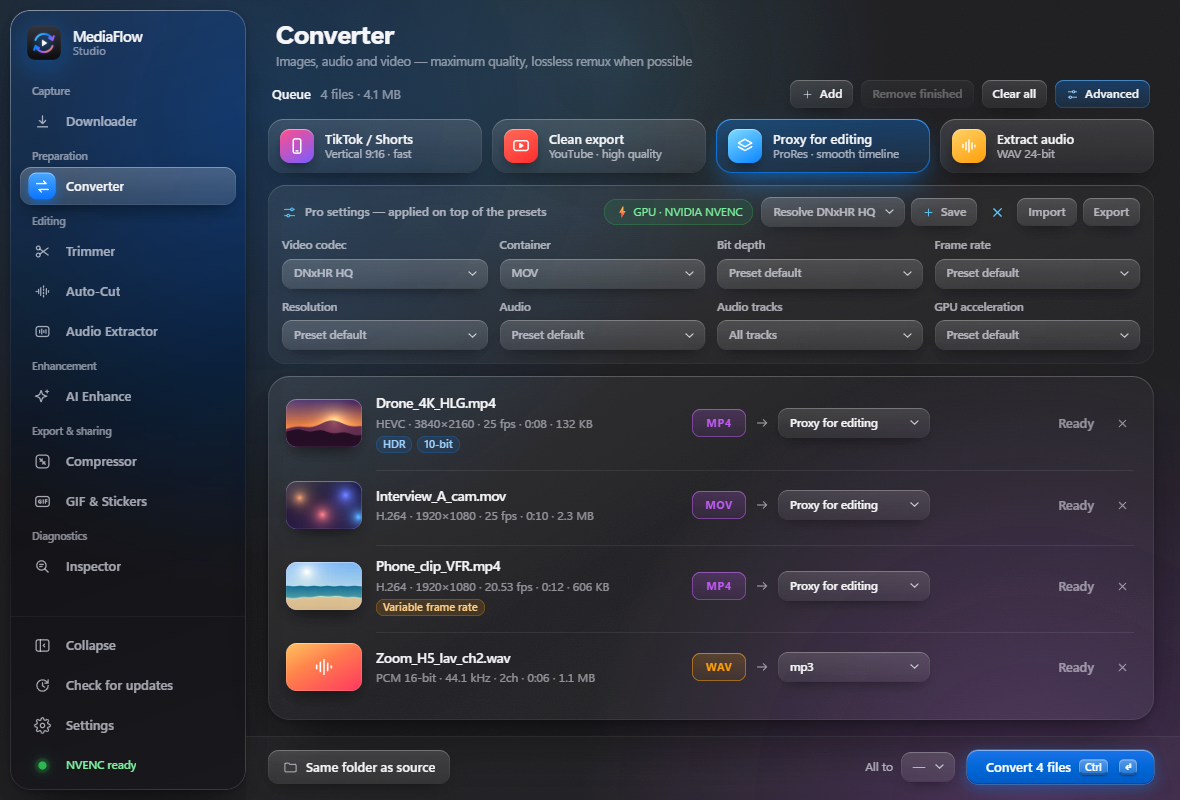 MediaFlow
Studio
Capture
Downloader
Preparation
Converter
Editing
Trimmer
Auto-Cut
Audio Extractor
Enhancement
AI Enhance
Export & sharing
Compressor
GIF
GIF & Stickers
Diagnostics
Inspector
Collapse
Check for updates
Settings
NVENC ready
Converter
Images, audio and video — maximum quality, lossless remux when possible
Queue 4 files · 4.1 MB
+ Add
Remove finished
Clear all
Advanced
TikTok / Shorts
Vertical 9:16 · fast
Clean export
YouTube · high quality
Proxy for editing
ProRes · smooth timeline
Extract audio
WAV 24-bit
Pro settings — applied on top of the presets
GPU · NVIDIA NVENC
Resolve DNxHR HQ
+ Save
×
Import
Export
Video codec
DNxHR HQ
Container
MOV
Bit depth
Preset default
Frame rate
Preset default
Resolution
Preset default
Audio
Preset default
Audio tracks
All tracks
GPU acceleration
Preset default
Drone_4K_HLG.mp4
HEVC · 3840×2160 · 25 fps · 0:08 · 132 KB
HDR 10-bit
MP4 → Proxy for editing
Ready ×
Interview_A_cam.mov
H.264 · 1920×1080 · 25 fps · 0:10 · 2.3 MB
MOV → Proxy for editing
Ready ×
Phone_clip_VFR.mp4
H.264 · 1920×1080 · 20.53 fps · 0:12 · 606 KB
Variable frame rate
MP4 → Proxy for editing
Ready ×
Zoom_H5_lav_ch2.wav
PCM 16-bit · 44.1 kHz · 2ch · 0:06 · 1.1 MB
WAV → mp3
Ready ×
Same folder as source
All to —
Convert 4 files Ctrl ⏎